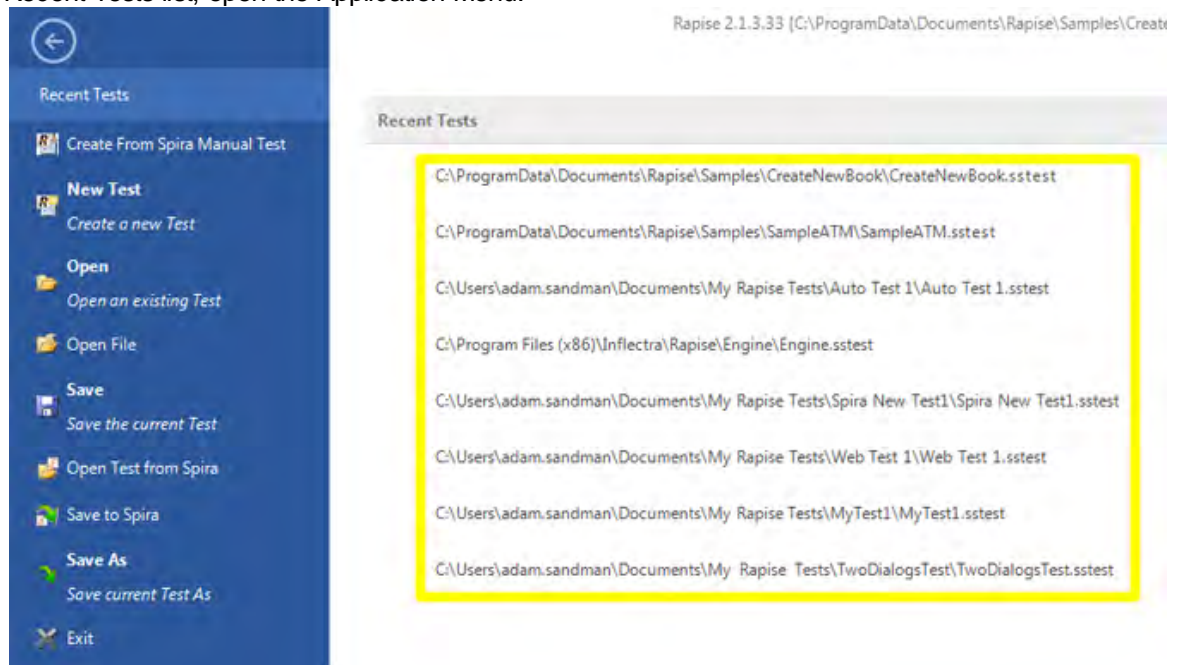 Recent Tests list, open the Application Menu.
Rapise 2.1.3.33 [C:\ProgramData\Documents\Rapise\Samples\Create
Recent Tests
Create From Spira Manual Test
New Test
Create a new Test
Open
Open an existing Test
Open File
Save
Save the current Test
Open Test from Spira
Save to Spira
Save As
Save current Test As
Exit
Recent Tests
C:\ProgramData\Documents\Rapise\Samples\CreateNewBook\CreateNewBook.sstest
C:\ProgramData\Documents\Rapise\Samples\SampleATM\SampleATM.sstest
C:\Users\adam.sandman\Documents\My Rapise Tests\Auto Test 1\Auto Test 1.sstest
C:\Program Files (x86)\Inflectra\Rapise\Engine\Engine.sstest
C:\Users\adam.sandman\Documents\My Rapise Tests\Spira New Test1\Spira New Test1.sstest
C:\Users\adam.sandman\Documents\My Rapise Tests\Web Test 1\Web Test 1.sstest
C:\Users\adam.sandman\Documents\My Rapise Tests\MyTest1\MyTest1.sstest
C:\Users\adam.sandman\Documents\My Rapise Tests\TwoDialogsTest\TwoDialogsTest.sstest